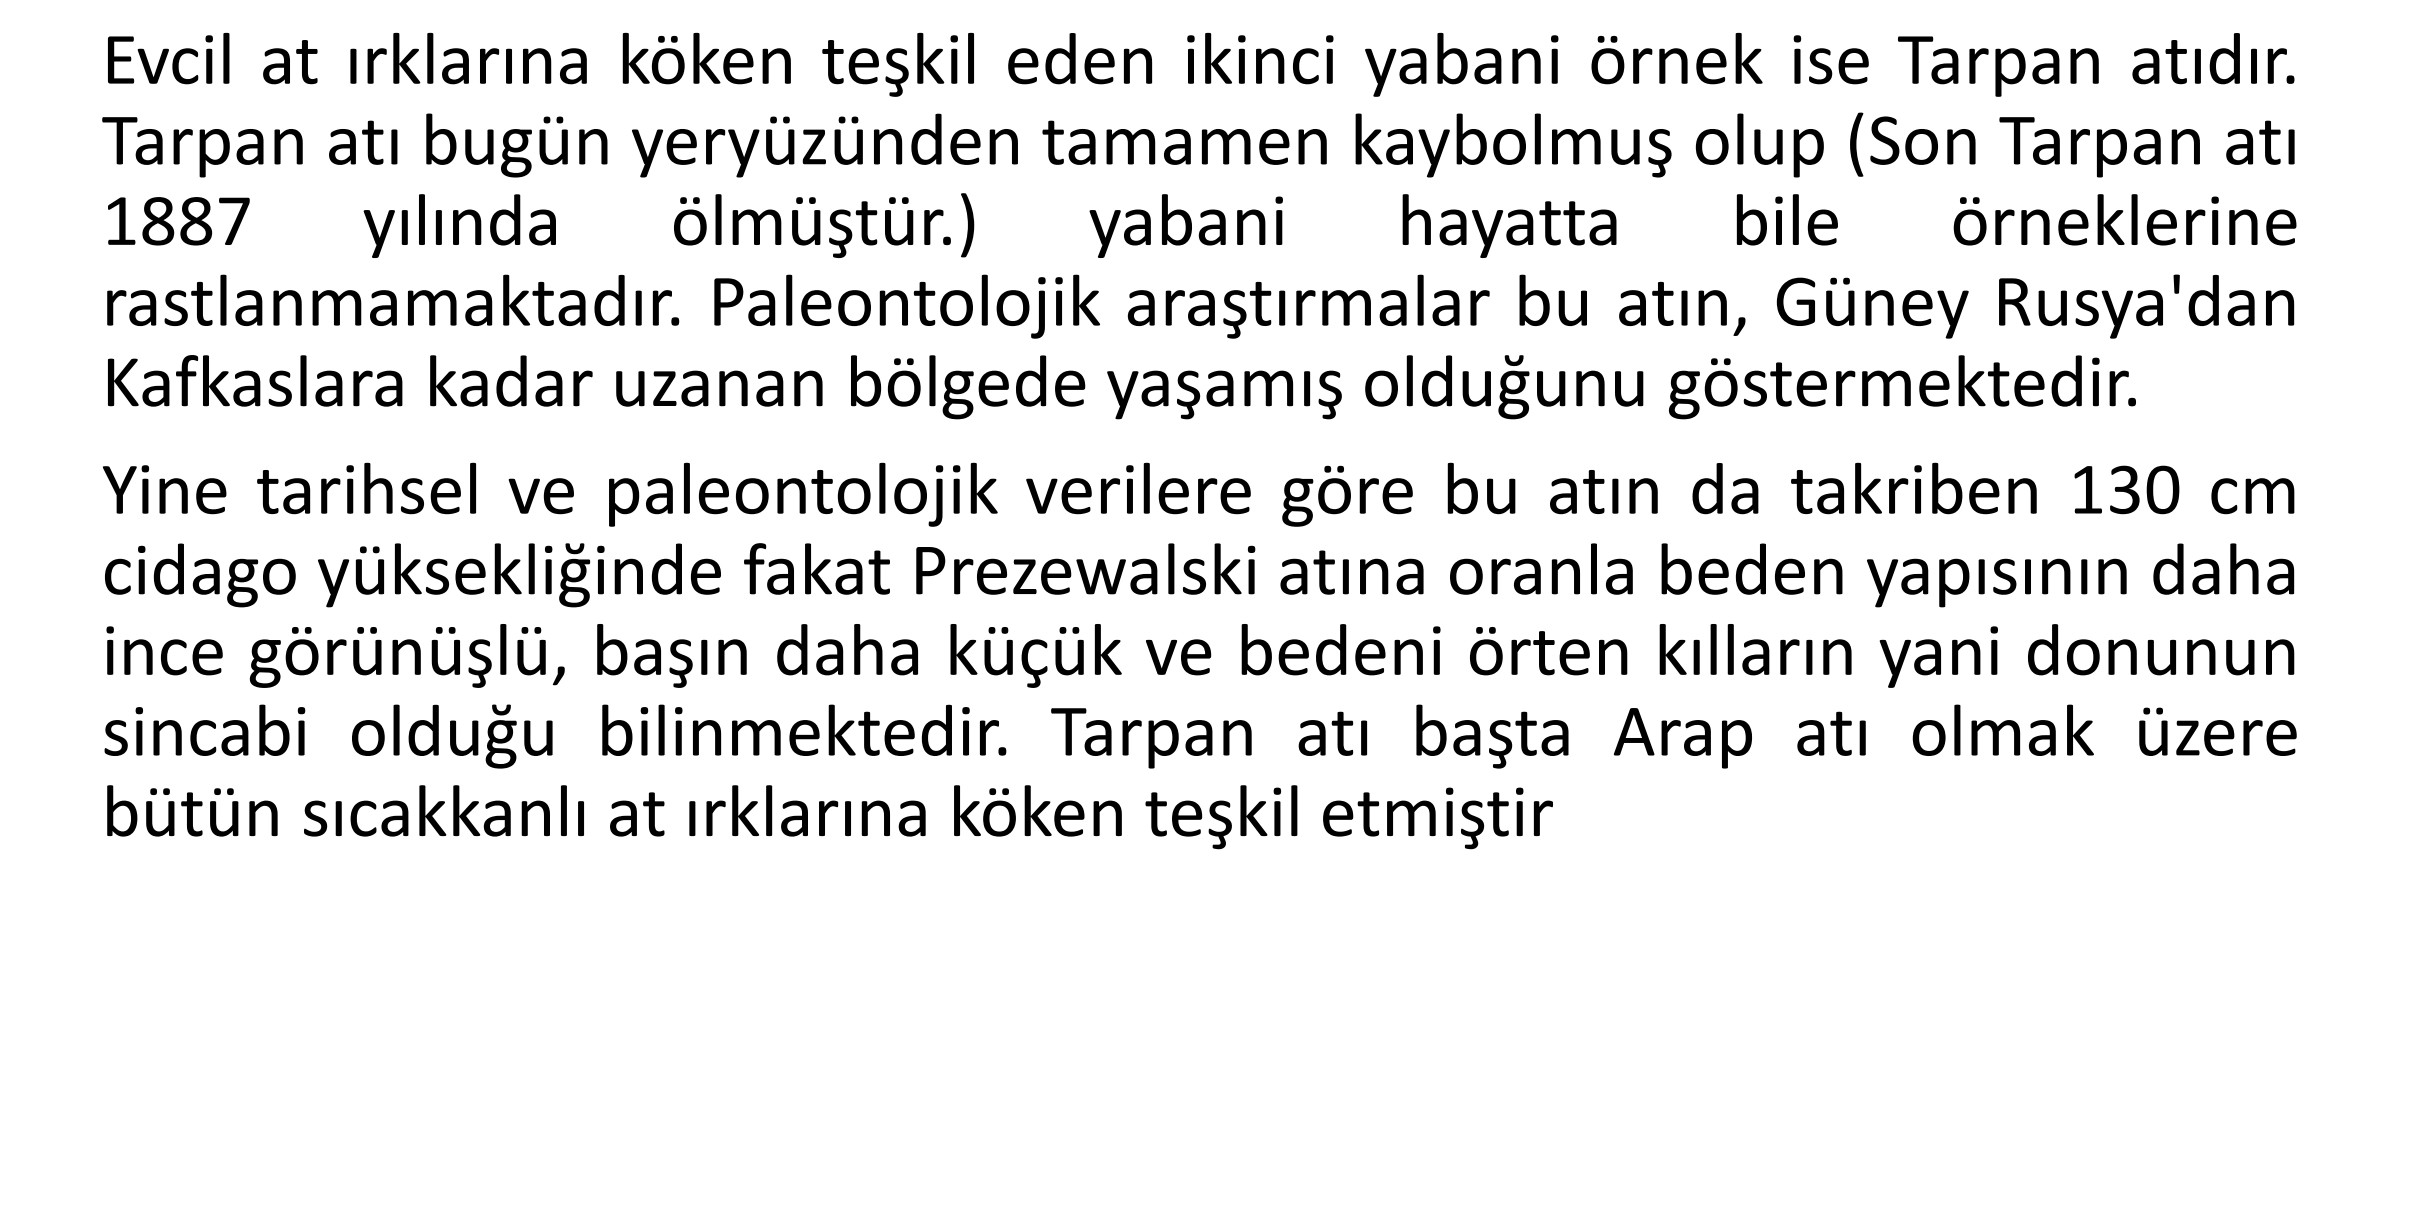 Evcil at ırklarına köken teşkil eden ikinci yabani örnek ise Tarpan atıdır.
Tarpan atı bugün yeryüzünden tamamen kaybolmuş olup (Son Tarpan atı
1887 yılında ölmüştür.) yabani hayatta bile örneklerine
rastlanmamaktadır. Paleontolojik araştırmalar bu atın, Güney Rusya'dan
Kafkaslara kadar uzanan bölgede yaşamış olduğunu göstermektedir.
Yine tarihsel ve paleontolojik verilere göre bu atın da takriben 130 cm
cidago yüksekliğinde fakat Prezewalski atına oranla beden yapısının daha
ince görünüşlü, başın daha küçük ve bedeni örten kılların yani donunun
sincabi olduğu bilinmektedir. Tarpan atı başta Arap atı olmak üzere
bütün sıcakkanlı at ırklarına köken teşkil etmiştir